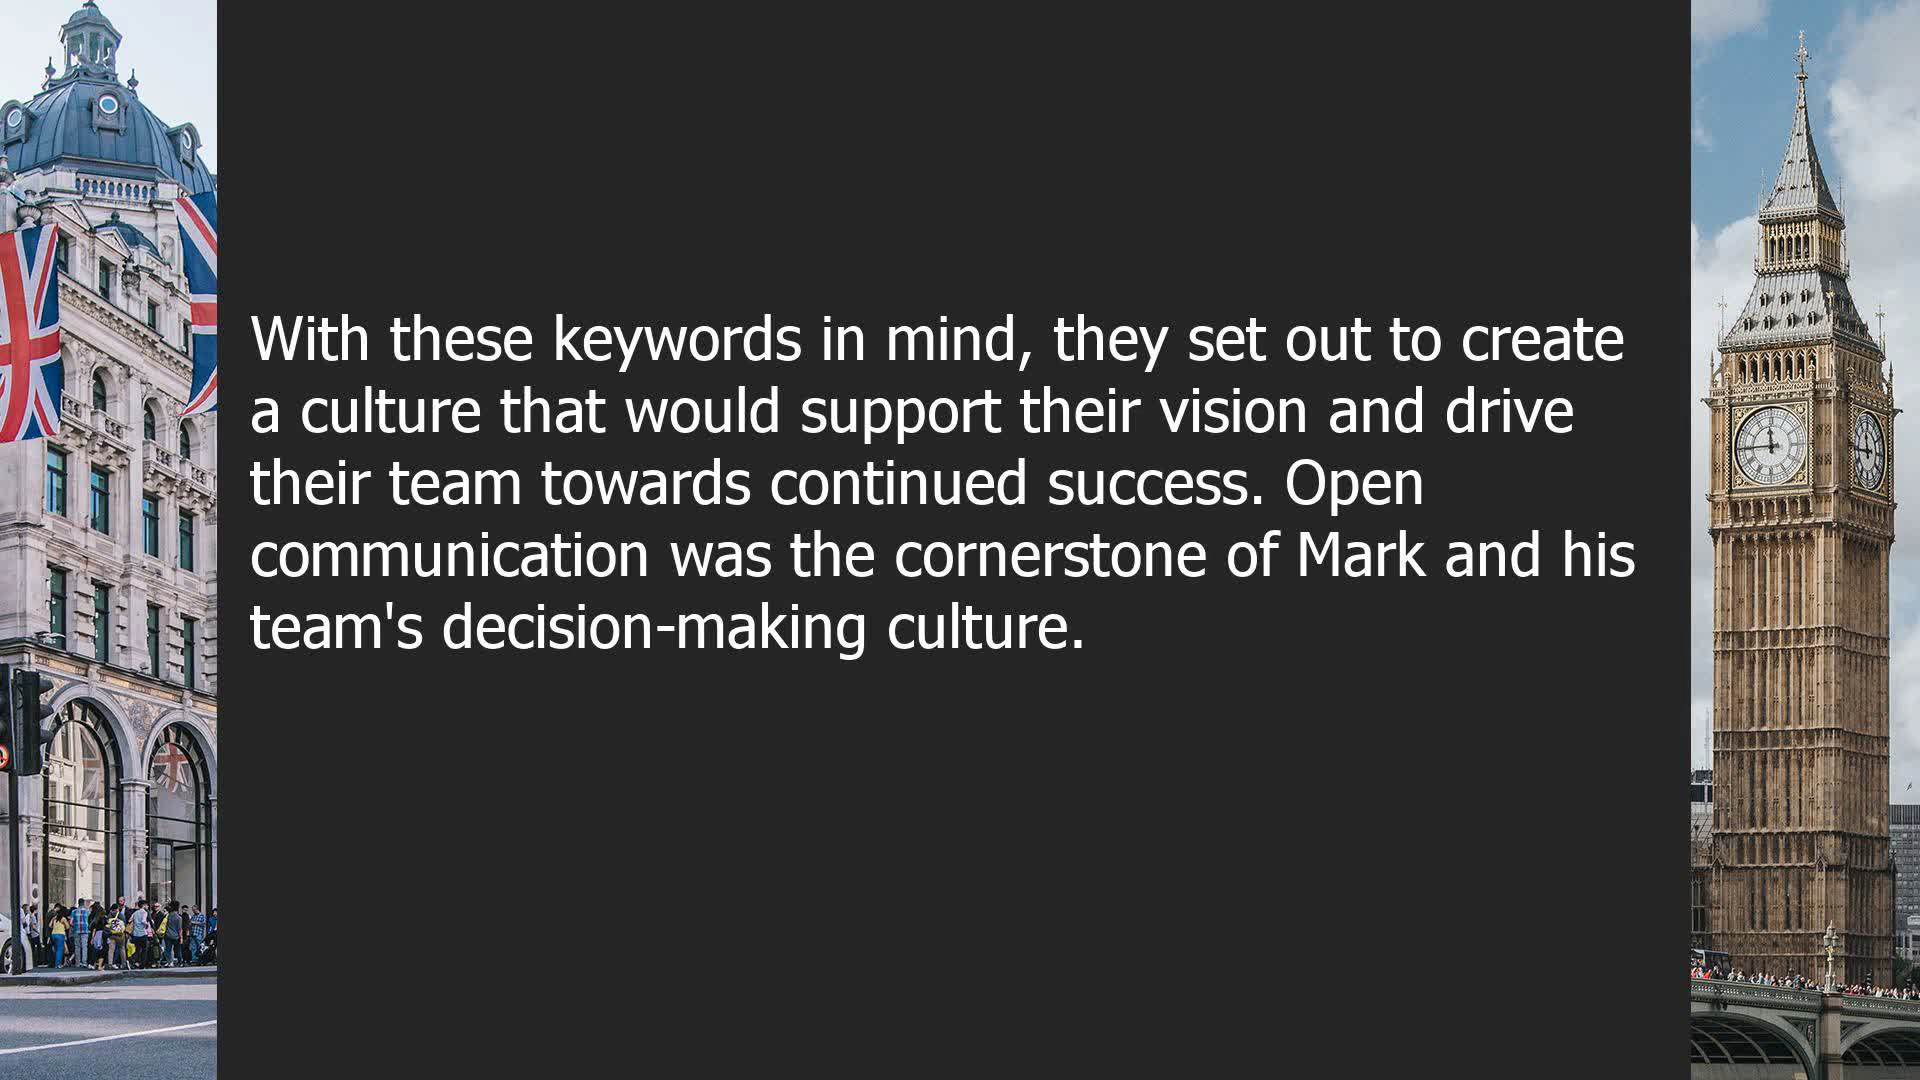 With these keywords in mind, they set out to create
a culture that would support their vision and drive
their team towards continued success. Open
communication was the cornerstone of Mark and his
team's decision-making culture.